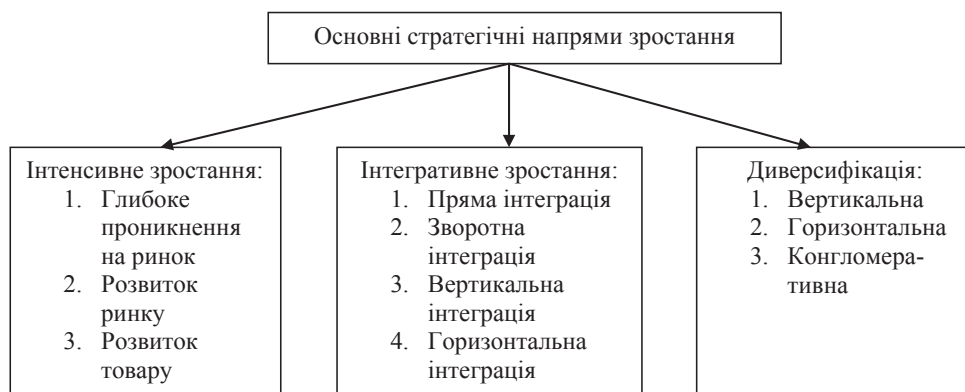 Основні стратегічні напрями зростання
Інтенсивне зростання:
1. Глибоке
проникнення
на ринок
2. Розвиток
ринку
3. Розвиток
товару
Інтегративне зростання:
1. Пряма інтеграція
2. Зворотна
інтеграція
3. Вертикальна
інтеграція
4. Горизонтальна
інтеграція
Диверсифікація:
1. Вертикальна
2. Горизонтальна
3. Конгломера-
тивна